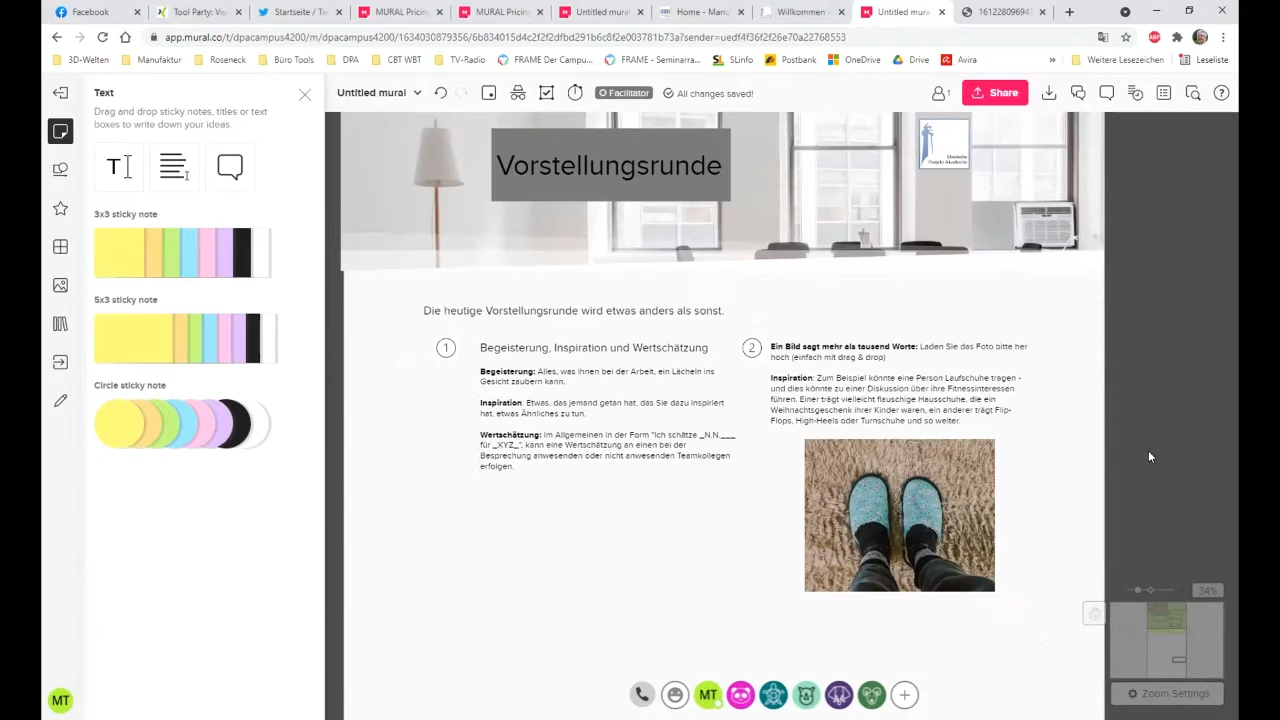 Facebook
Tool Party: Vis
Startseite / Tw
MURAL Pricin
MURAL Pricin
Untitled mura
Home - Manu
Willkommen -
Untitled mur
161228096945
app.mural.co/t/dpacampus4200/m/dpacampus4200/1634030879356/6b834015d4c2f2f2dfbd291b6c8f2e003781b73a?sender=uedf4f36f2f26e70a22768553
3D-Welten
Manufaktur
Roseneck
Büro Tools
DPA
CBT WBT
TV-Radio
FRAME Der Campu...
FRAME - Seminarra...
SLinfo
Postbank
OneDrive
Drive
Avira
»
Weitere Lesezeichen
Leseliste
Text
Untitled mural
Facilitator
All changes saved!
1
Share
Drag and drop sticky notes, titles or text
boxes to write down your ideas.
T
3x3 sticky note
5x3 sticky note
Circle sticky note
MT
Vorstellungsrunde
Deutsche
Projekt Akademie
Die heutige Vorstellungsrunde wird etwas anders als sonst.
1
Begeisterung, Inspiration und Wertschätzung
Begeisterung: Alles, was Ihnen bei der Arbeit, ein Lächeln ins
Gesicht zaubern kann.
Inspiration: Etwas, das jemand getan hat, das Sie dazu inspiriert
hat, etwas Ähnliches zu tun.
Wertschätzung: Im Allgemeinen in der Form "Ich schätze _N.N.___
für _XYZ_", kann eine Wertschätzung an einen bei der
Besprechung anwesenden oder nicht anwesenden Teamkollegen
erfolgen.
2
Ein Bild sagt mehr als tausend Worte: Laden Sie das Foto bitte her
hoch (einfach mit drag & drop)
Inspiration: Zum Beispiel könnte eine Person Laufschuhe tragen -
und dies könnte zu einer Diskussion über ihre Fitnessinteressen
führen. Einer trägt vielleicht flauschige Hausschuhe, die ein
Weihnachtsgeschenk ihrer Kinder waren, ein anderer trägt Flip-
Flops, High-Heels oder Turnschuhe und so weiter.
34%
Zoom Settings
MT